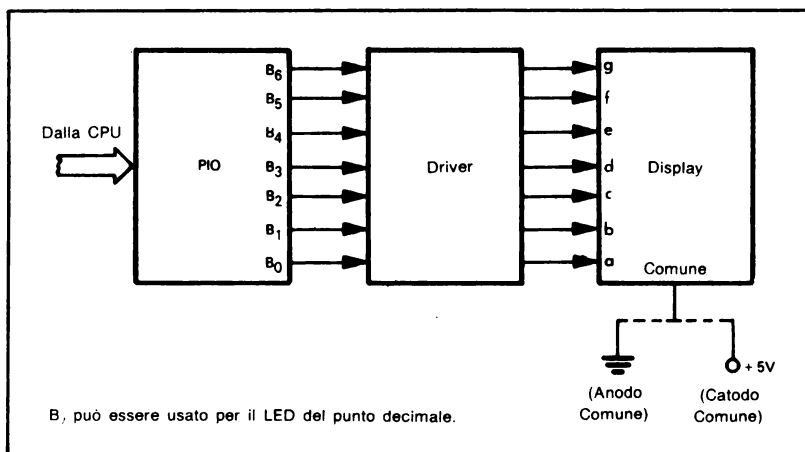 Dalla CPU
PIO
B6
B5
B4
B3
B2
B1
B0
Driver
g
f
e
d
c
b
a
Display
Comune
+ 5V
(Anodo
Comune)
(Catodo
Comune)
può essere usato per il LED del punto decimale.